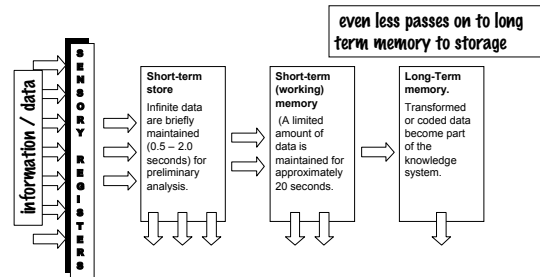 even less passes on to long
term memory to storage
information / data
SENSORY REGISTERS
Short-term
store
Infinite data
are briefly
maintained
(0.5 – 2.0
seconds) for
preliminary
analysis.
Short-term
(working)
memory
(A limited
amount of
data is
maintained for
approximately
20 seconds.
Long-Term
memory.
Transformed
or coded data
become part
of the
knowledge
system.